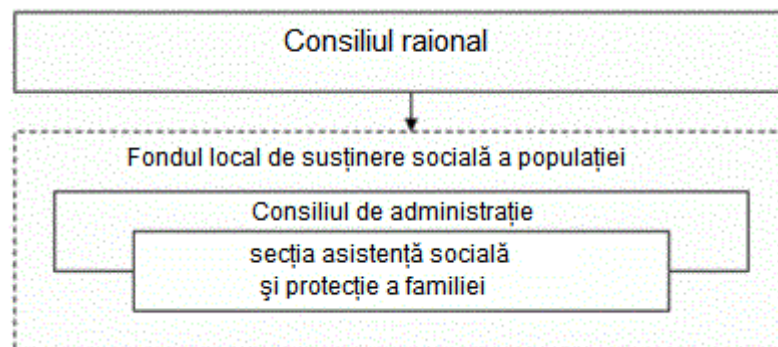 Consiliul raional
Fondul local de susținere socială a populației
Consiliul de administrație
secția asistență socială
şi protecție a familiei